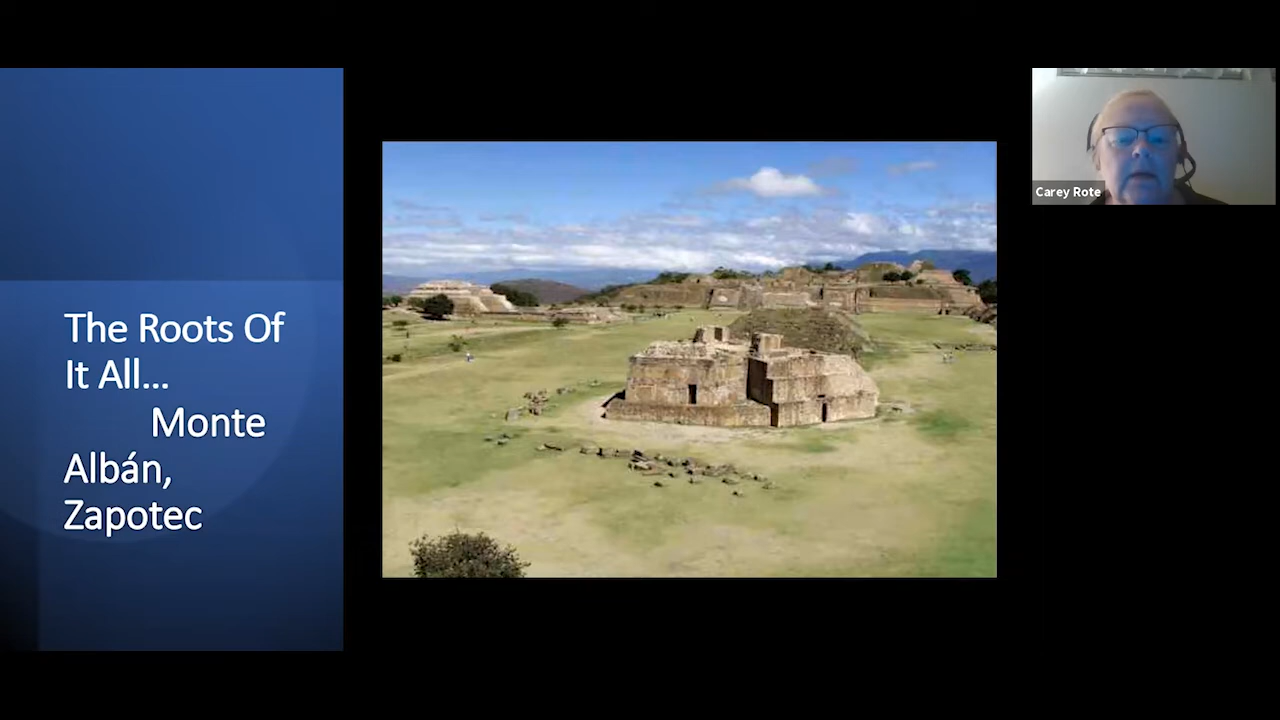 The Roots Of
It All...
Monte
Albán,
Zapotec
Carey Rote